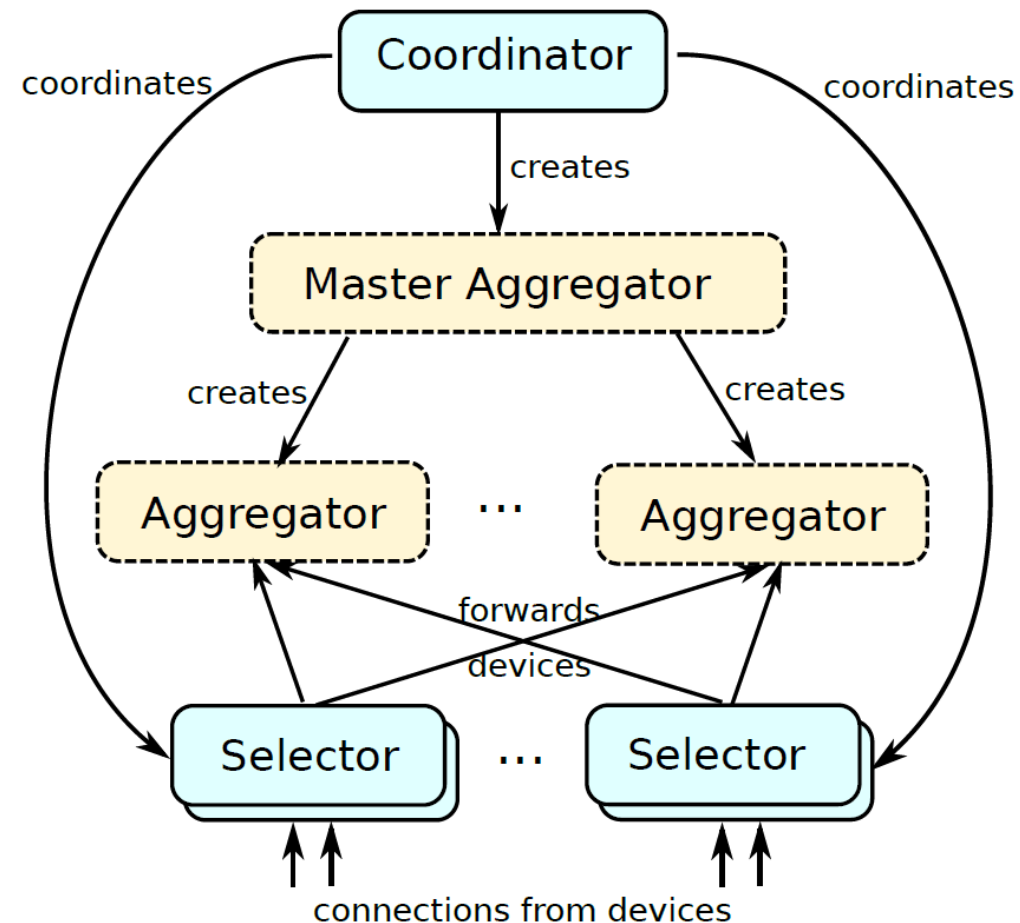 Coordinator
coordinates
coordinates
creates
Master Aggregator
creates
creates
Aggregator
...
Aggregator
forwards
devices
Selector
...
Selector
connections from devices